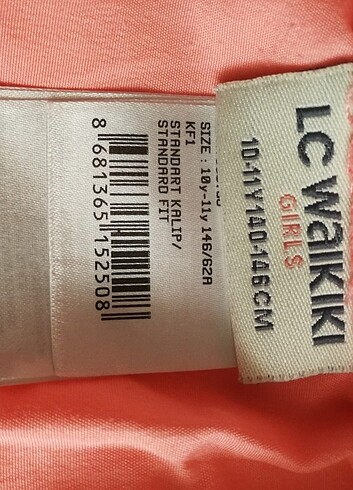 LC WAIKIKI
GIRLS
10-11Y 140-146CM
SIZE : 10y-11y 146/62A
KF1
STANDART KALIP/
STANDARD FIT
8 681365 152508